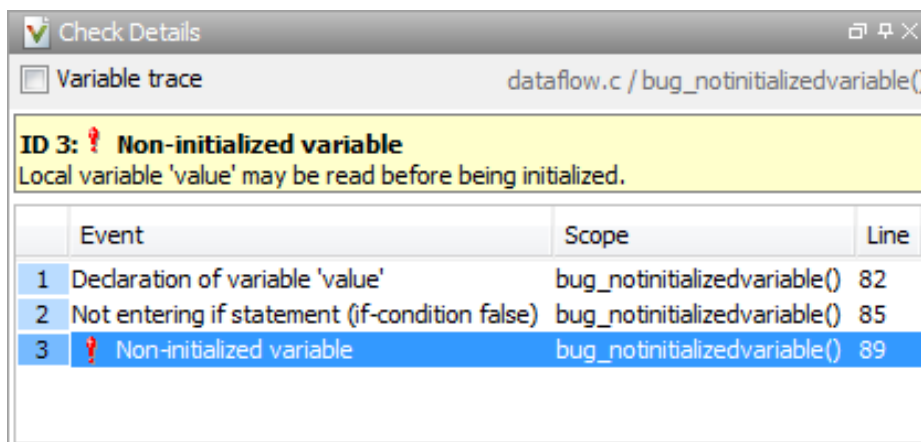 Check Details
Variable trace dataflow.c / bug_notinitializedvariable()
ID 3: Non-initialized variable
Local variable 'value' may be read before being initialized.
Event Scope Line
1 Declaration of variable 'value' bug_notinitializedvariable() 82
2 Not entering if statement (if-condition false) bug_notinitializedvariable() 85
3 Non-initialized variable bug_notinitializedvariable() 89